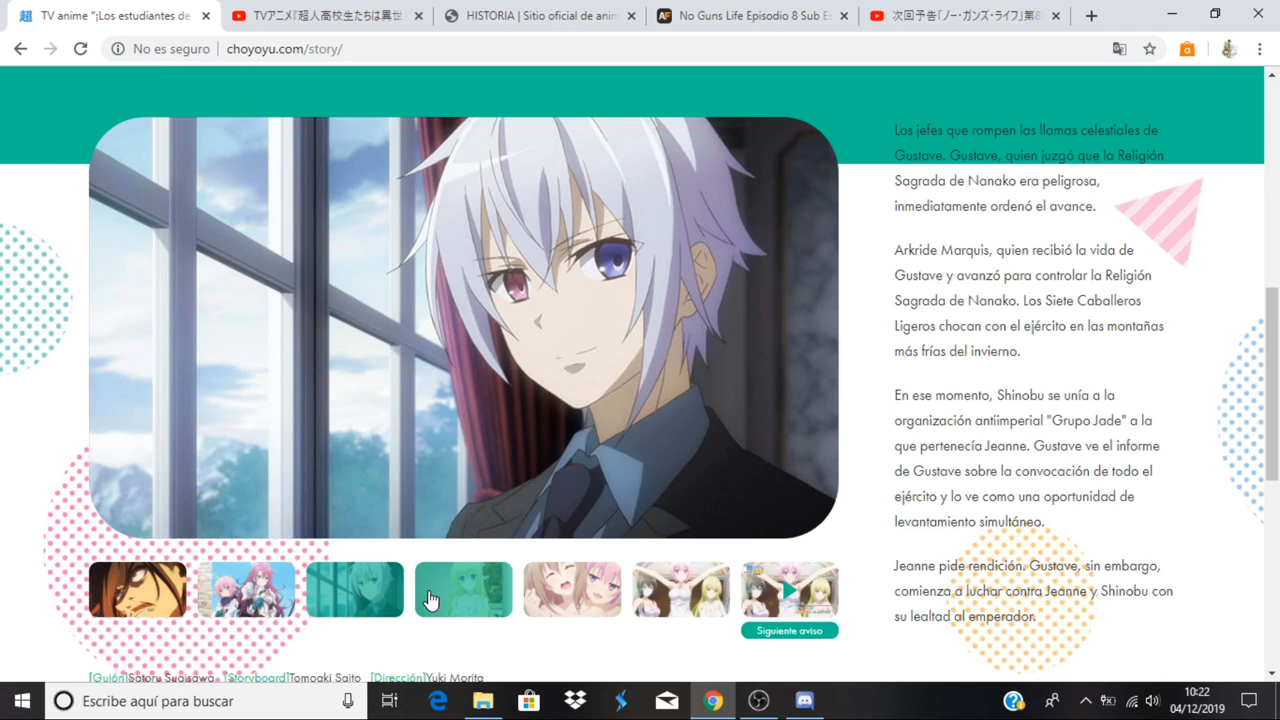 TV anime "¡Los estudiantes de
TVアニメ『超人高校生たちは異世
HISTORIA | Sitio oficial de anim
No Guns Life Episodio 8 Sub Es
次回予告「ノー・ガンズ・ライフ」第8
No es seguro
choyoyu.com/story/
Los jefes que rompen las llamas celestiales de
Gustave. Gustave, quien juzgó que la Religión
Sagrada de Nanako era peligrosa,
inmediatamente ordenó el avance.
Arkride Marquis, quien recibió la vida de
Gustave y avanzó para controlar la Religión
Sagrada de Nanako. Los Siete Caballeros
Ligeros chocan con el ejército en las montañas
más frías del invierno.
En ese momento, Shinobu se unía a la
organización antiimperial "Grupo Jade" a la
que pertenecía Jeanne. Gustave ve el informe
de Gustave sobre la convocación de todo el
ejército y lo ve como una oportunidad de
levantamiento simultáneo.
Jeanne pide rendición. Gustave, sin embargo,
comienza a luchar contra Jeanne y Shinobu con
su lealtad al emperador.
Siguiente aviso
[Guión]Satoru Sugisawa [Storyboard]Tomoaki Saito [Dirección]Yuki Morita
Escribe aquí para buscar
10:22
04/12/2019